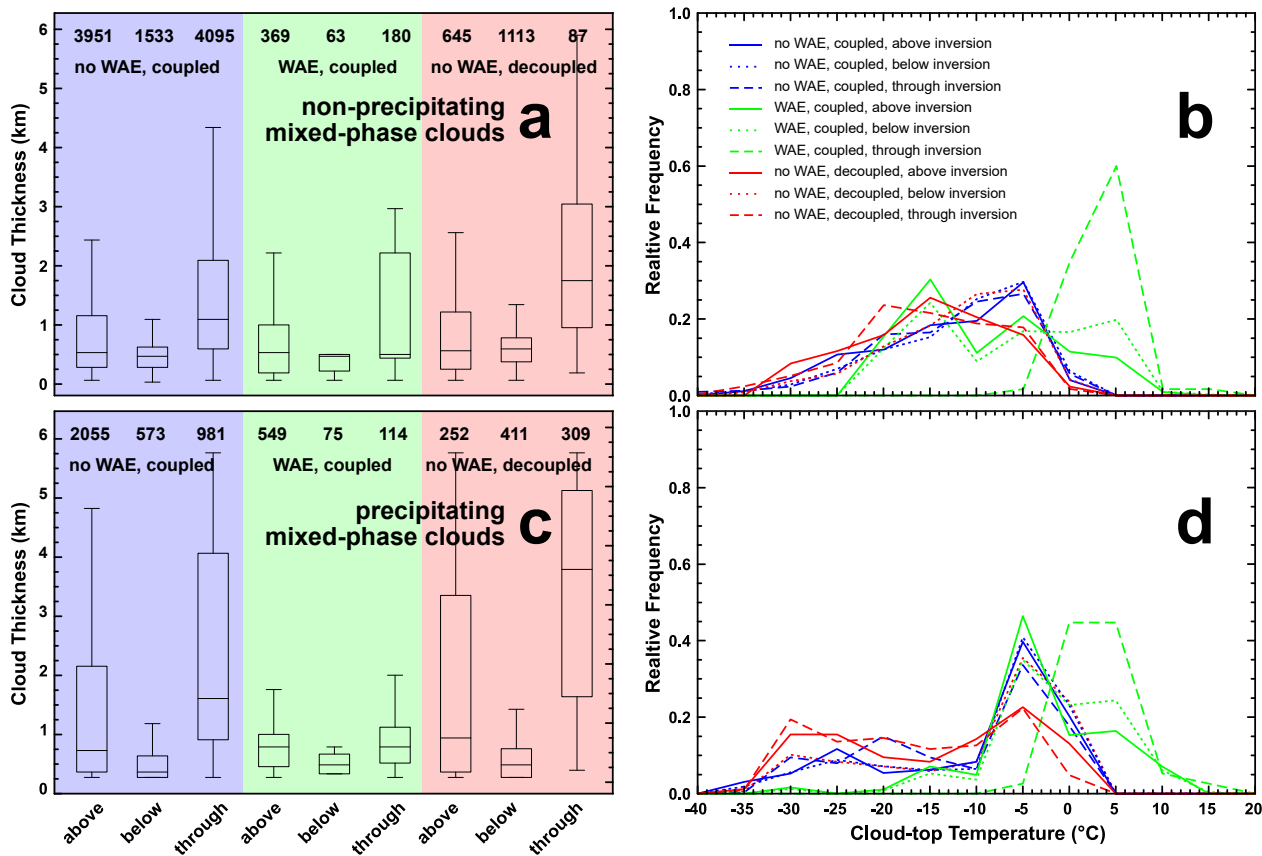 6
5
4
3
2
1
0
Cloud Thickness (km)
3951 1533 4095 369 63 180 645 1113 87
no WAE, coupled WAE, coupled no WAE, decoupled
non-precipitating
mixed-phase clouds
a
1.0
0.8
0.6
0.4
0.2
0.0
Realtive Frequency
no WAE, coupled, above inversion
no WAE, coupled, below inversion
no WAE, coupled, through inversion
WAE, coupled, above inversion
WAE, coupled, below inversion
WAE, coupled, through inversion
no WAE, decoupled, above inversion
no WAE, decoupled, below inversion
no WAE, decoupled, through inversion
b
6
5
4
3
2
1
0
Cloud Thickness (km)
2055 573 981 549 75 114 252 411 309
no WAE, coupled WAE, coupled no WAE, decoupled
precipitating
mixed-phase clouds
c
above below through above below through above below through
1.0
0.8
0.6
0.4
0.2
0.0
Realtive Frequency
d
-40 -35 -30 -25 -20 -15 -10 -5 0 5 10 15 20
Cloud-top Temperature (°C)